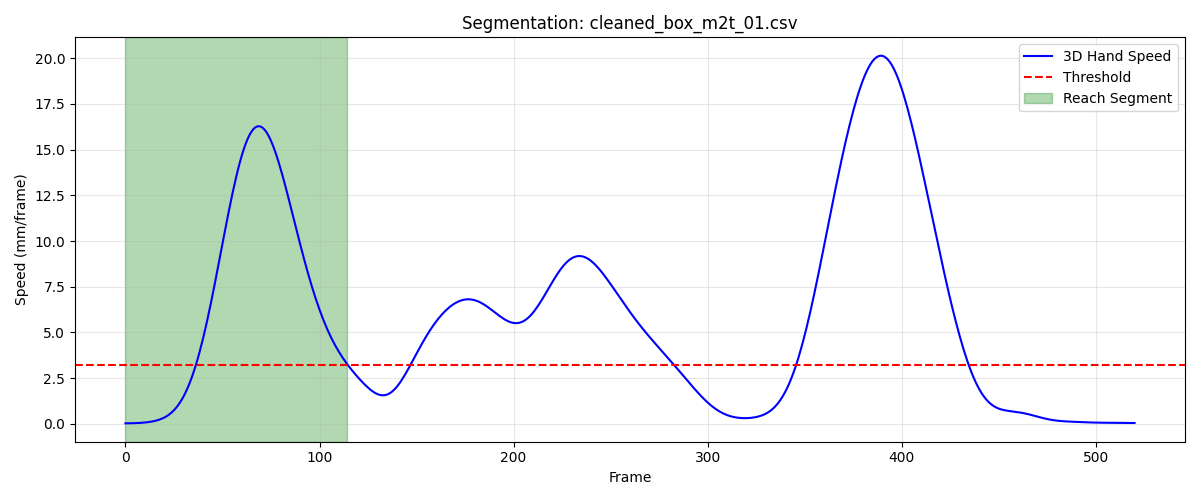 Segmentation: cleaned_box_m2t_01.csv
3D Hand Speed
Threshold
Reach Segment
Speed (mm/frame)
20.0
17.5
15.0
12.5
10.0
7.5
5.0
2.5
0.0
0 100 200 300 400 500
Frame